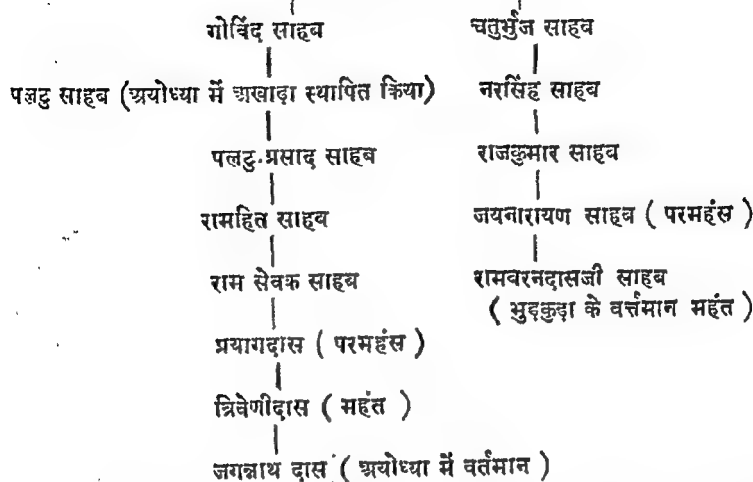 गोविंद साहब
चतुर्भुज साहब
पलटु साहब (अयोध्या में अखाढ़ा स्थापित किया)
नरसिंह साहब
पलटु-प्रसाद साहब
राजकुमार साहब
रामहित साहब
जयनारायण साहब ( परमहंस )
राम सेवक साहब
रामवरनदासजी साहब
( भुड़कुड़ा के वर्त्तमान महंत )
प्रयागदास ( परमहंस )
त्रिवेणीदास ( महंत )
जगन्नाथ दास ( अयोध्या में वर्तमान )